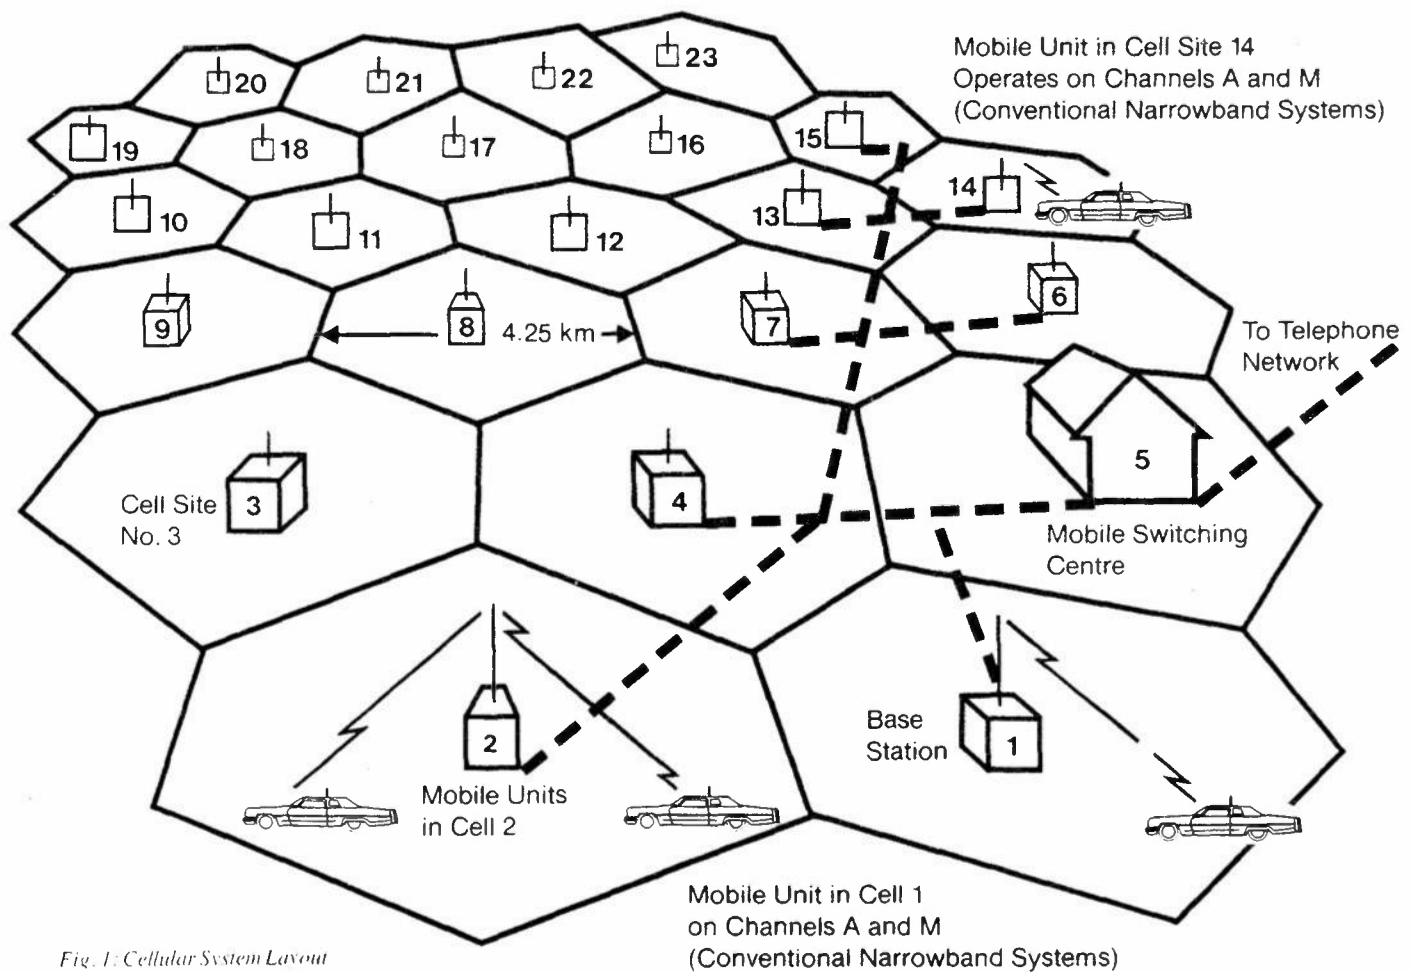 Mobile Unit in Cell Site 14
Operates on Channels A and M
(Conventional Narrowband Systems)
23
20
21
22
19
18
17
16
15
14
10
11
12
13
9
8
4.25 km
7
6
To Telephone
Network
Cell Site
No. 3
3
4
5
Mobile Switching
Centre
2
Mobile Units
in Cell 2
Base
Station
1
Mobile Unit in Cell 1
on Channels A and M
(Conventional Narrowband Systems)
Fig. 1: Cellular System Layout